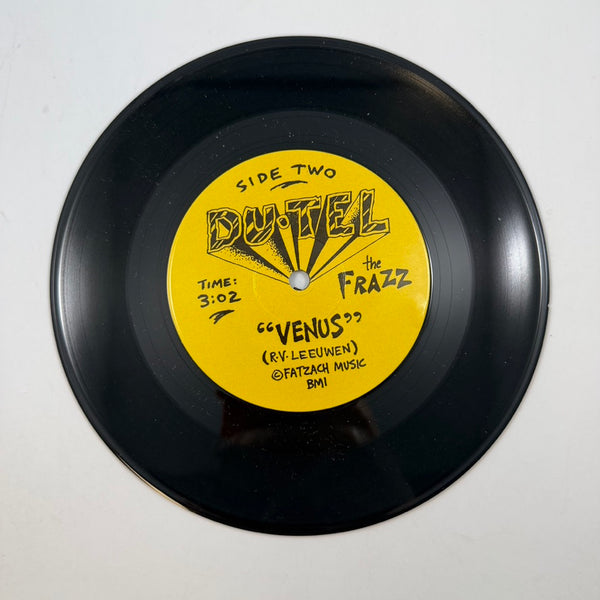 SIDE TWO
DU·TEL
the
FRAZZ
TIME:
3:02
"VENUS"
(R.V. LEEUWEN)
©FATZACH MUSIC
BMI